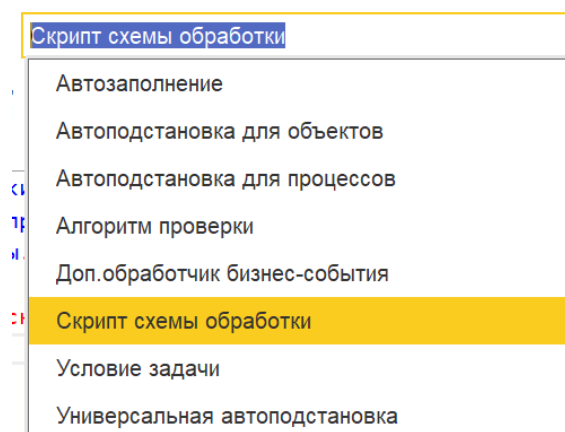 Скрипт схемы обработки
Автозаполнение
Автоподстановка для объектов
Автоподстановка для процессов
Алгоритм проверки
Доп.обработчик бизнес-события
Скрипт схемы обработки
Условие задачи
Универсальная автоподстановка